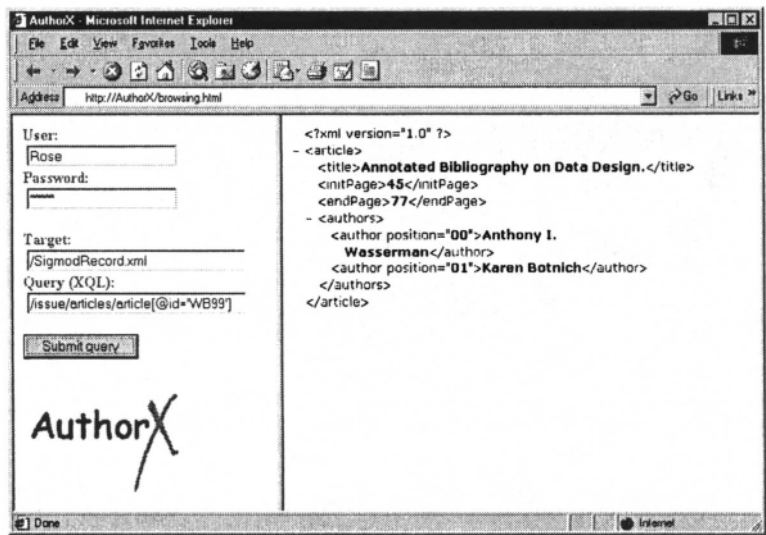 AuthorX - Microsoft Internet Explorer
File Edit View Favorites Tools Help
Address http://AuthorX/browsing.html Go Links »
User:
Rose
Password:
****
Target:
/SigmodRecord.xml
Query (XQL):
/issue/articles/article[@id='WB99']
Submit query
AuthorX
<?xml version="1.0" ?>
- <article>
<title>Annotated Bibliography on Data Design.</title>
<initPage>45</initPage>
<endPage>77</endPage>
- <authors>
<author position="00">Anthony I.
Wasserman</author>
<author position="01">Karen Botnich</author>
</authors>
</article>
Done
Internet